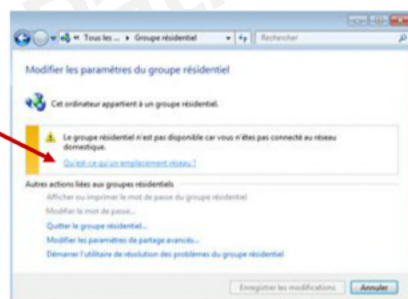 Tous les ... ▸ Groupe résidentiel
Rechercher
Modifier les paramètres du groupe résidentiel
Cet ordinateur appartient à un groupe résidentiel.
Le groupe résidentiel n'est pas disponible car vous n'êtes pas connecté au réseau
domestique.
Qu'est-ce qu'un emplacement réseau ?
Autres actions liées aux groupes résidentiels
Afficher ou imprimer le mot de passe du groupe résidentiel
Modifier le mot de passe...
Quitter le groupe résidentiel...
Modifier les paramètres de partage avancés...
Démarrer l'utilitaire de résolution des problèmes du groupe résidentiel
Enregistrer les modifications
Annuler